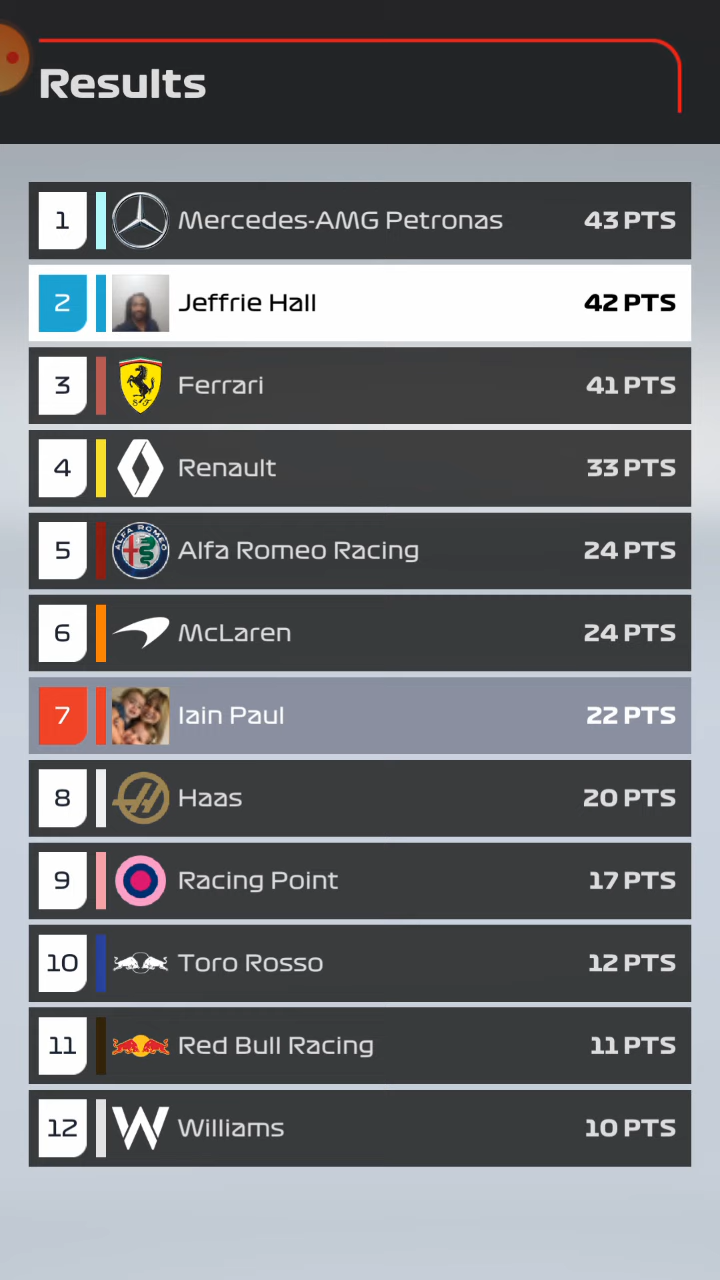 Results
1 Mercedes-AMG Petronas 43 PTS
2 Jeffrie Hall 42 PTS
3 Ferrari 41 PTS
4 Renault 33 PTS
5 Alfa Romeo Racing 24 PTS
6 McLaren 24 PTS
7 Iain Paul 22 PTS
8 Haas 20 PTS
9 Racing Point 17 PTS
10 Toro Rosso 12 PTS
11 Red Bull Racing 11 PTS
12 Williams 10 PTS